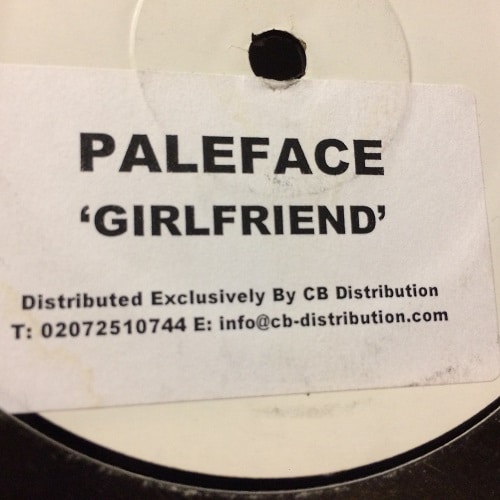 PALEFACE
‘GIRLFRIEND’
Distributed Exclusively By CB Distribution
T: 02072510744 E: info@cb-distribution.com